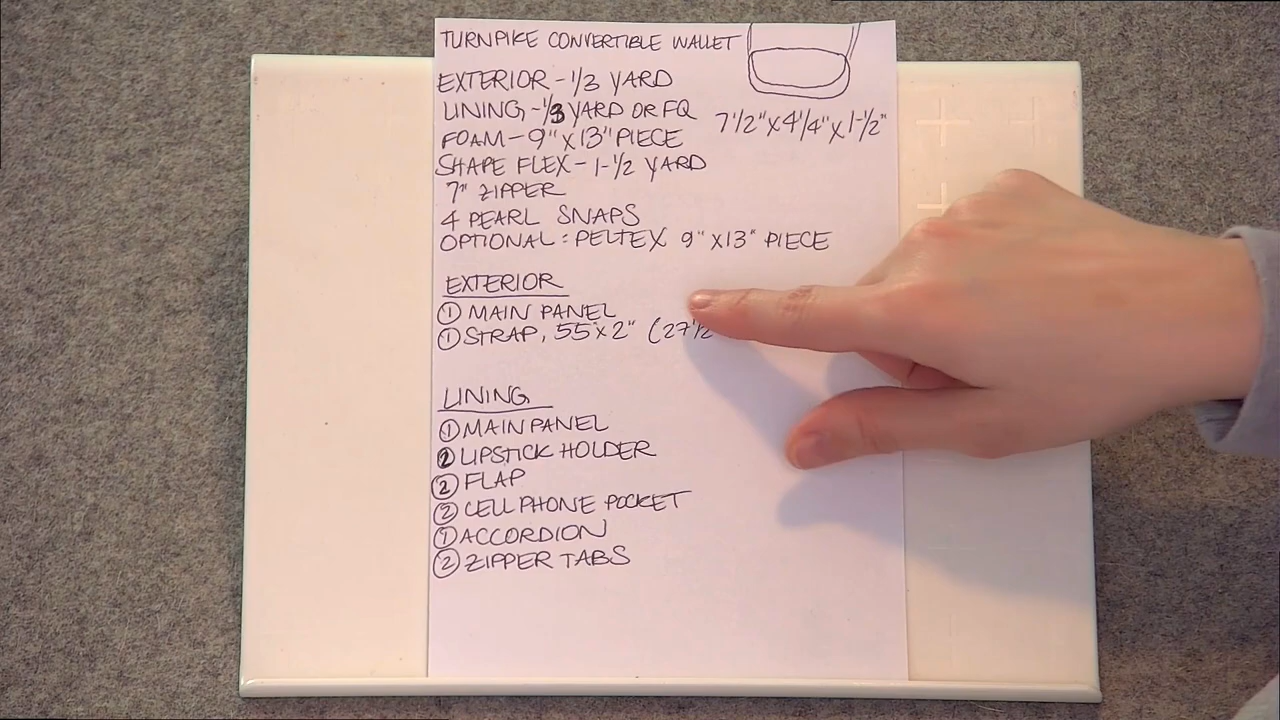 TURNPIKE CONVERTIBLE WALLET
EXTERIOR - 1/3 YARD
LINING - 1/3 YARD OR FQ
7 1/2" X 4 1/4" X 1-1/2"
FOAM - 9" X 13" PIECE
SHAPE FLEX - 1-1/2 YARD
7" ZIPPER
4 PEARL SNAPS
OPTIONAL: PELTEX 9" X 13" PIECE
EXTERIOR
① MAIN PANEL
① STRAP, 55 X 2" (27 1/2
LINING
① MAIN PANEL
② LIPSTICK HOLDER
② FLAP
② CELL PHONE POCKET
① ACCORDION
② ZIPPER TABS